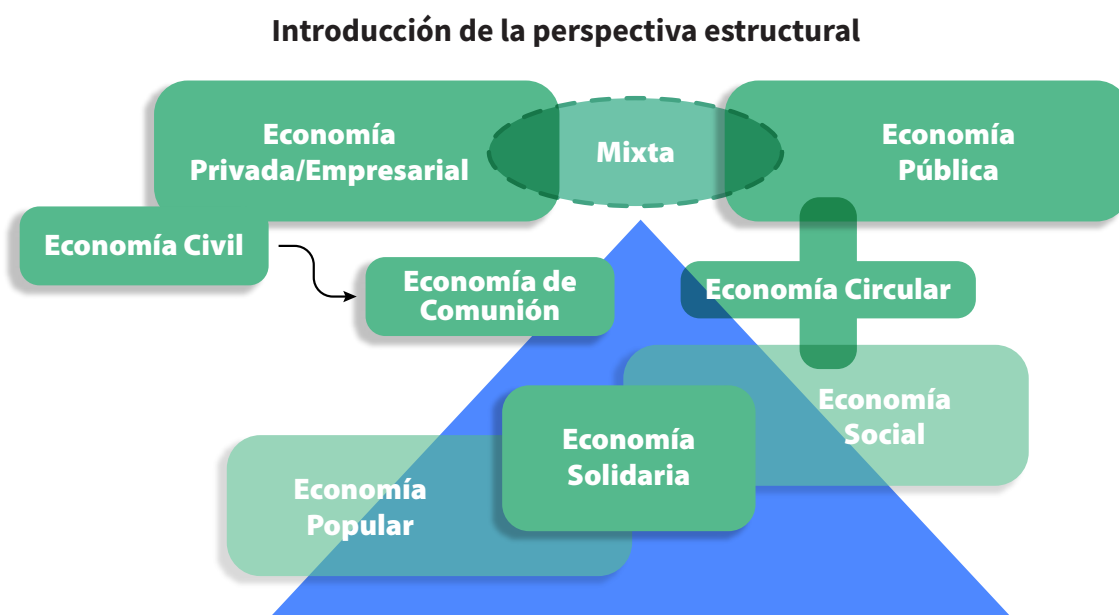 Introducción de la perspectiva estructural
Economía
Privada/Empresarial
Mixta
Economía
Pública
Economía Civil
Economía de
Comunión
Economía Circular
Economía
Social
Economía
Solidaria
Economía
Popular